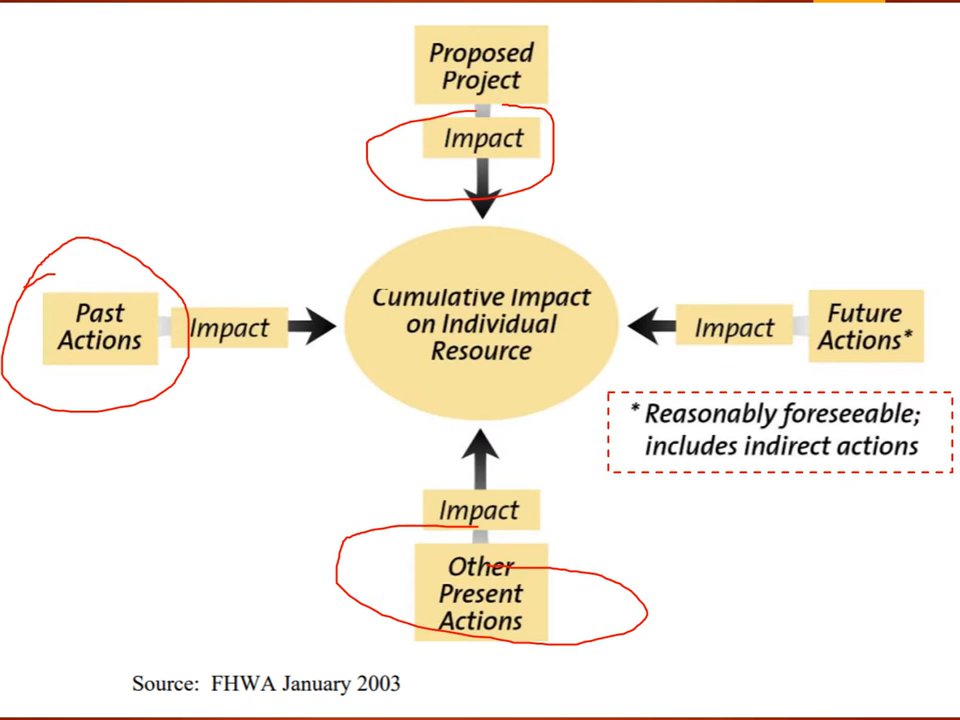 Proposed
Project
Impact
Past
Actions
Impact
Cumulative Impact
on Individual
Resource
Impact
Future
Actions*
* Reasonably foreseeable;
includes indirect actions
Impact
Other
Present
Actions
Source: FHWA January 2003